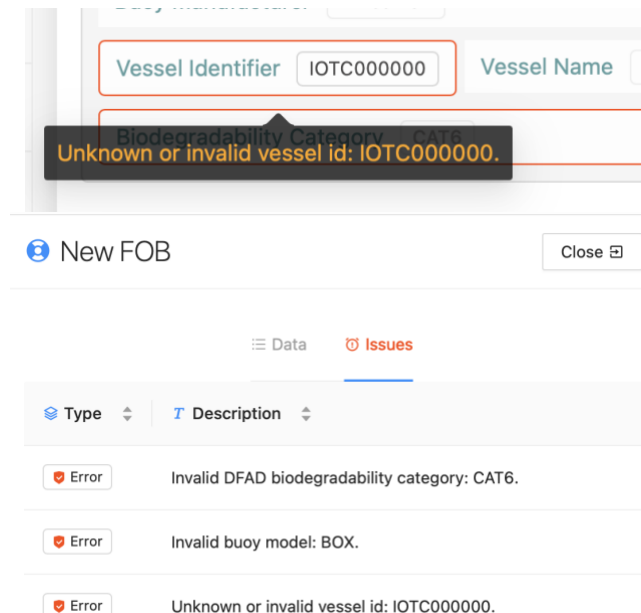 Buoy Manufacturer
Vessel Identifier IOTC000000 Vessel Name
Biodegradability Category CAT6
Unknown or invalid vessel id: IOTC000000.
New FOB
Close
Data Issues
Type Description
Error Invalid DFAD biodegradability category: CAT6.
Error Invalid buoy model: BOX.
Error Unknown or invalid vessel id: IOTC000000.